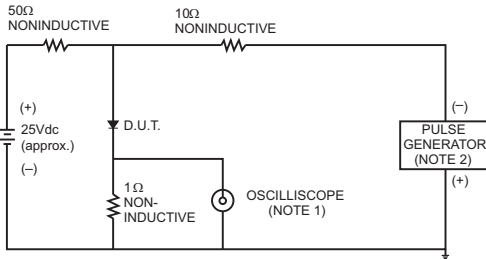 50Ω
NONINDUCTIVE
10Ω
NONINDUCTIVE
(+)
25Vdc
(approx.)
(–)
D.U.T.
1Ω
NON-
INDUCTIVE
OSCILLISCOPE
(NOTE 1)
(–)
PULSE
GENERATOR
(NOTE 2)
(+)